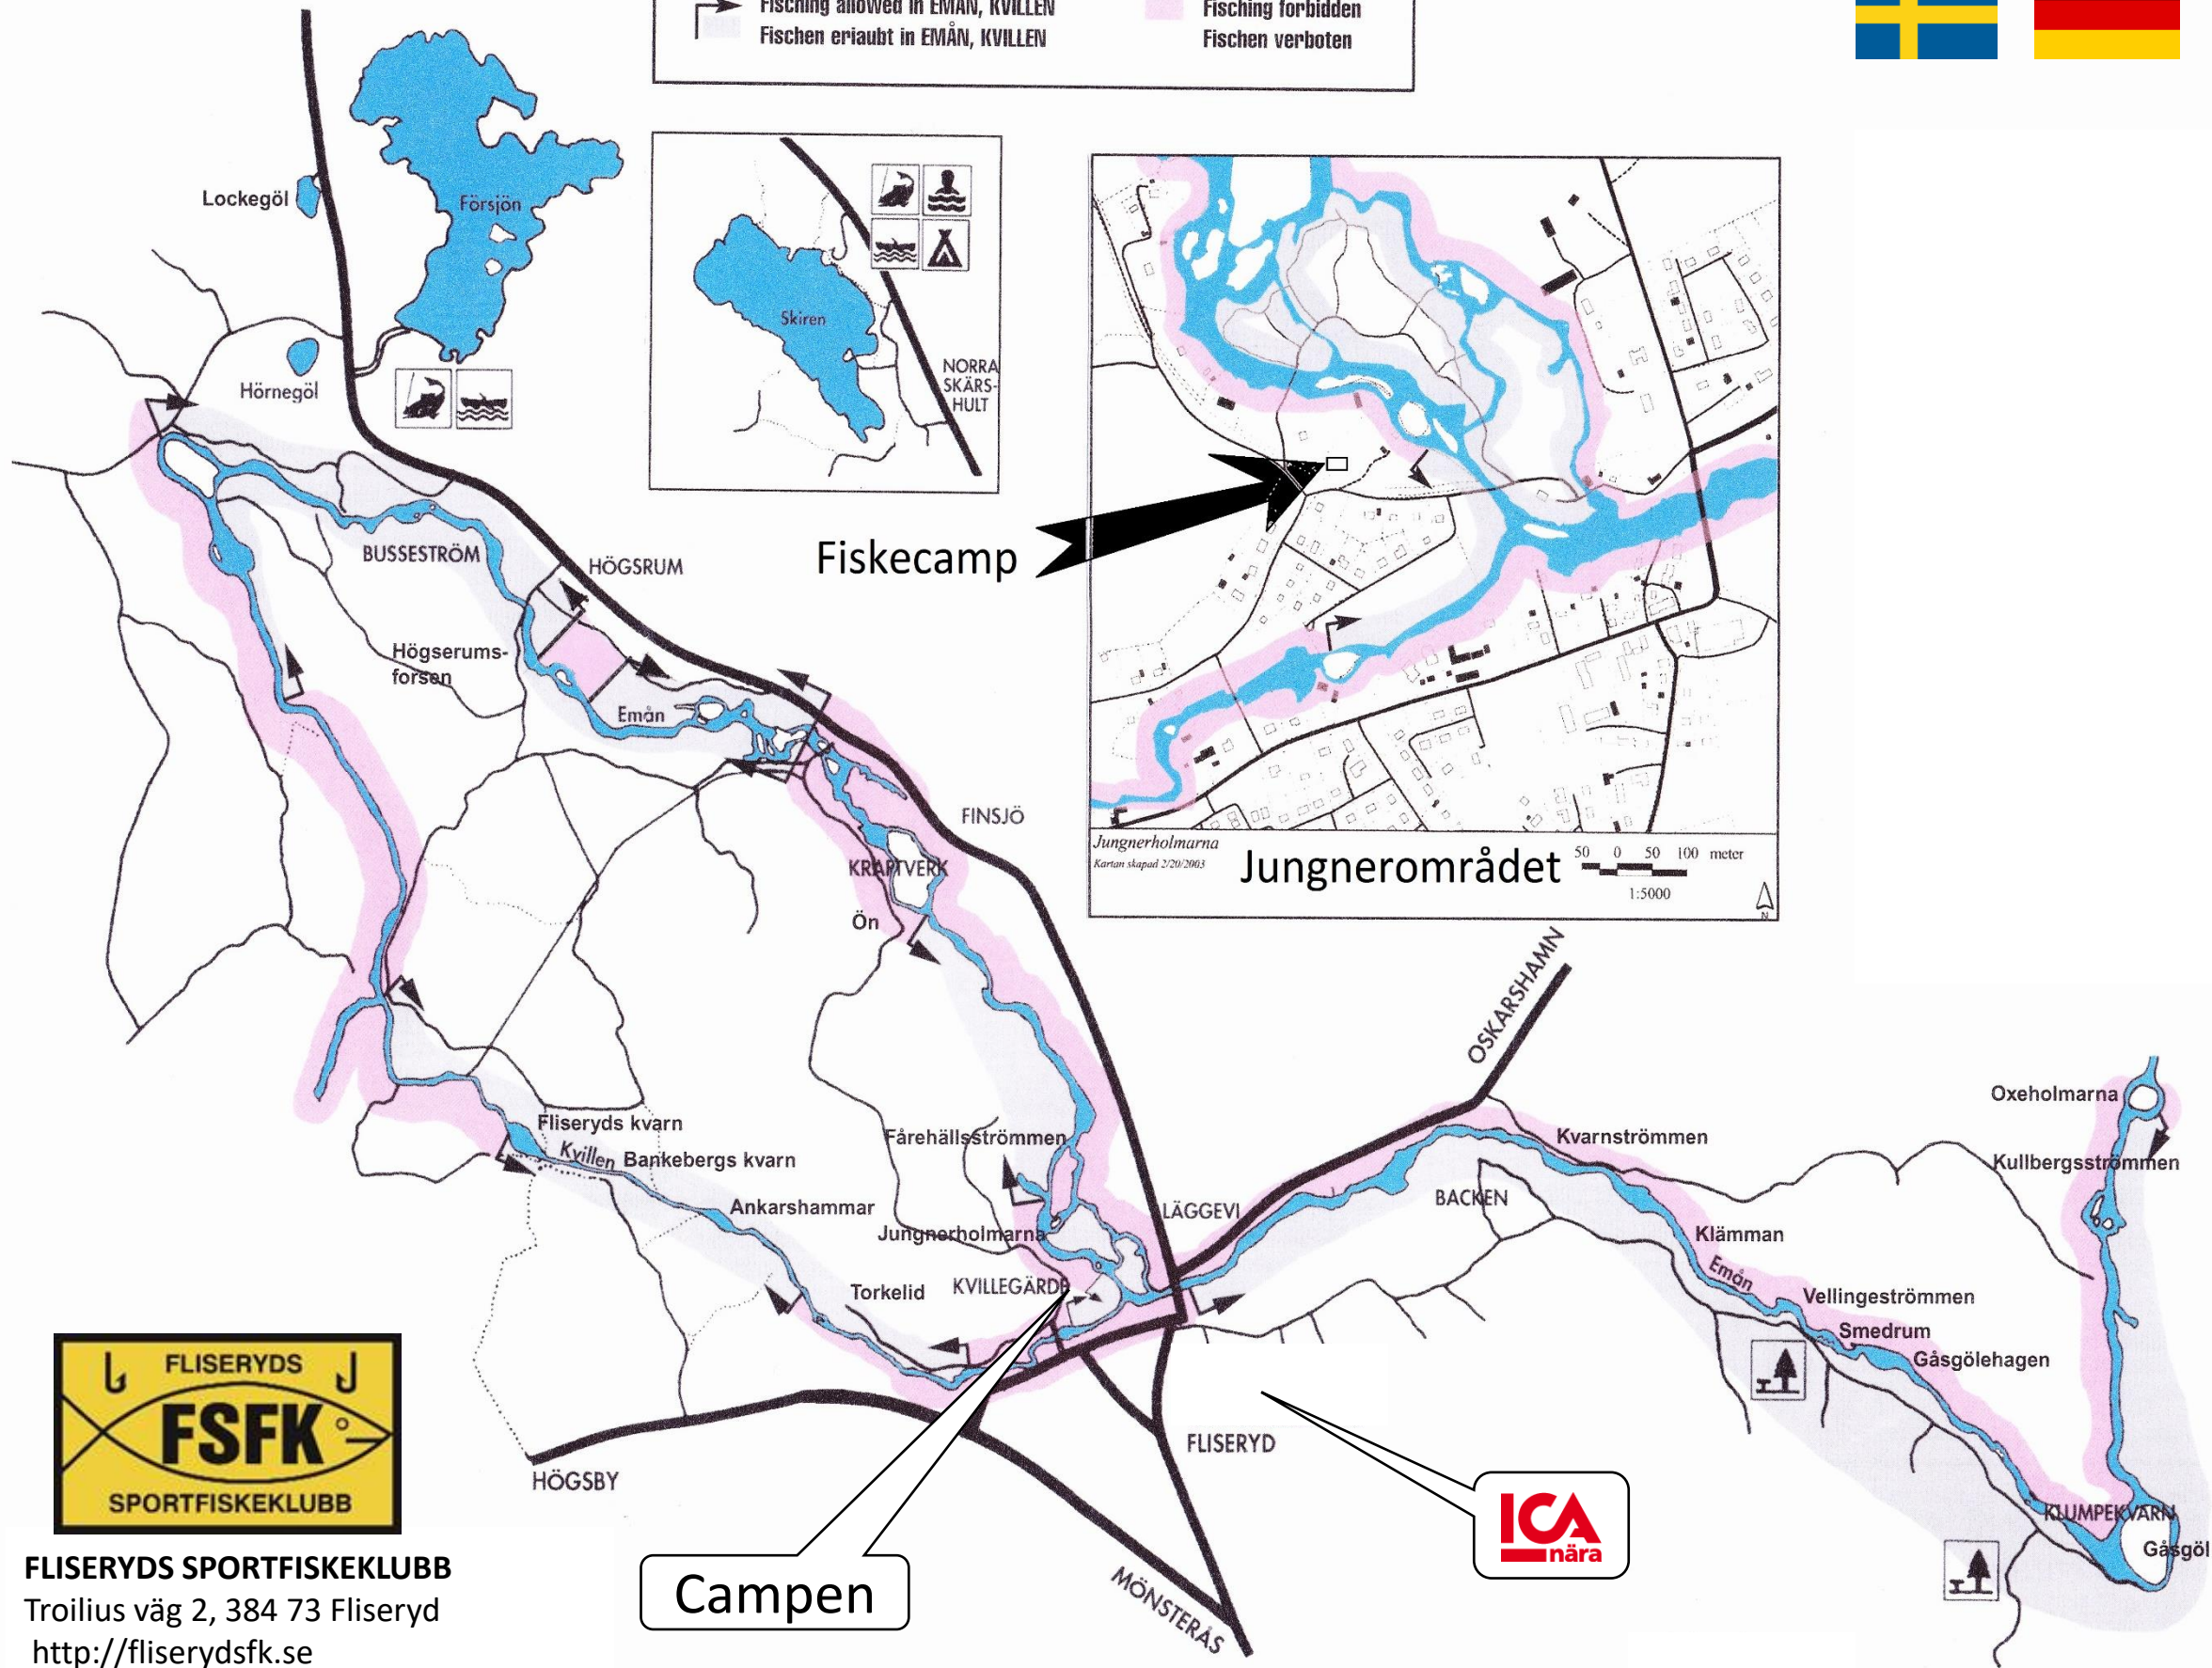 Fisching allowed in EMÅN, KVILLEN
Fischen eriaubt in EMÅN, KVILLEN
Fisching forbidden
Fischen verboten
Lockegöl
Försjön
Hörnegöl
Skiren
NORRA
SKÄRS-
HULT
BUSSESTRÖM
HÖGSRUM
Högserums-
forsen
Emån
Fiskecamp
Jungnerholmarna
Kartan skapad 2/20/2003
Jungnerområdet
50 0 50 100 meter
1:5000
N
FINSJÖ
KRAFTVERK
Ön
OSKARSHAMN
Fliseryds kvarn
Kvillen
Bankebergs kvarn
Ankarshammar
Fårehällsströmmen
Jungnerholmarna
LÄGGEVI
Torkelid
KVILLEGÄRDE
BACKEN
Kvarnströmmen
Klämman
Emån
Vellingeströmmen
Smedrum
Gåsgölehagen
Oxeholmarna
Kullbergsströmmen
KLUMPEKVARN
Gåsgöl
HÖGSBY
FLISERYD
MÖNSTERÅS
Campen
ICA
nära
FLISERYDS
FSFK
SPORTFISKEKLUBB
FLISERYDS SPORTFISKEKLUBB
Troilius väg 2, 384 73 Fliseryd
http://fliserydsfk.se